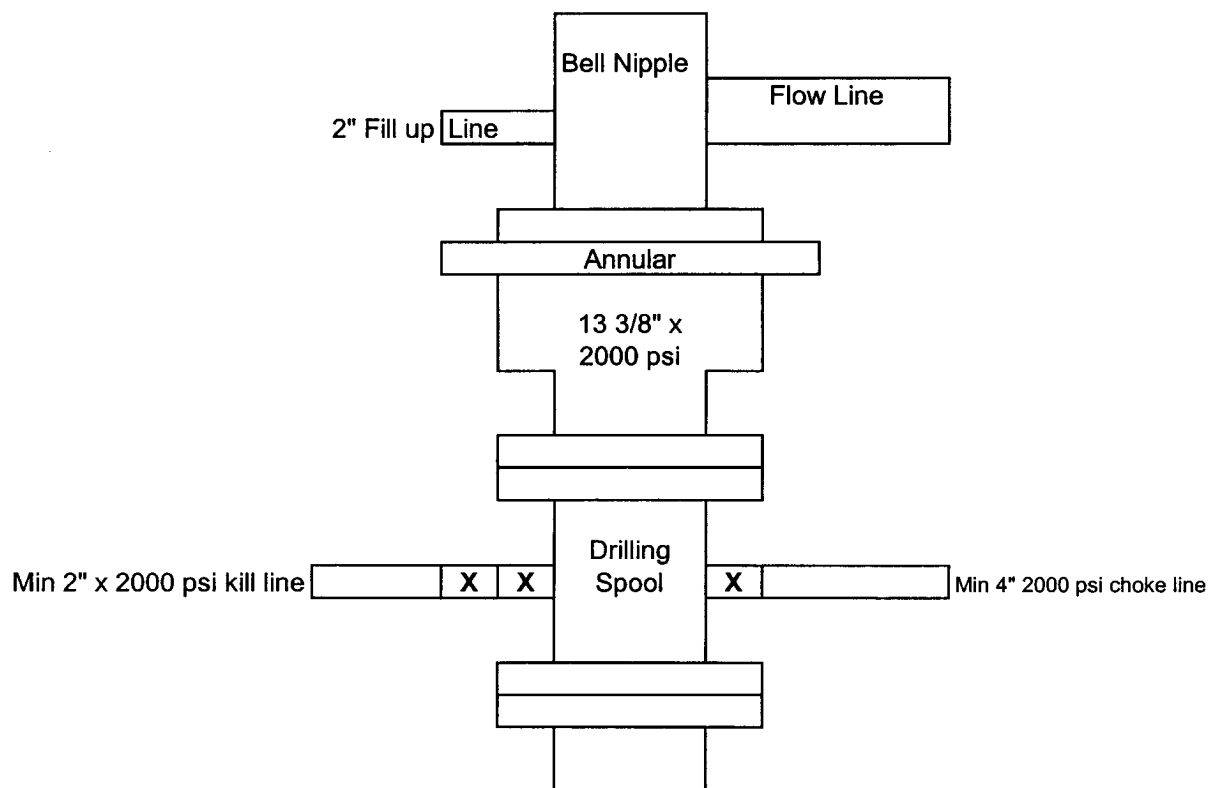 Bell Nipple
Flow Line
2" Fill up Line
Annular
13 3/8" x
2000 psi
Drilling
Spool
Min 2" x 2000 psi kill line
X X
X
Min 4" 2000 psi choke line